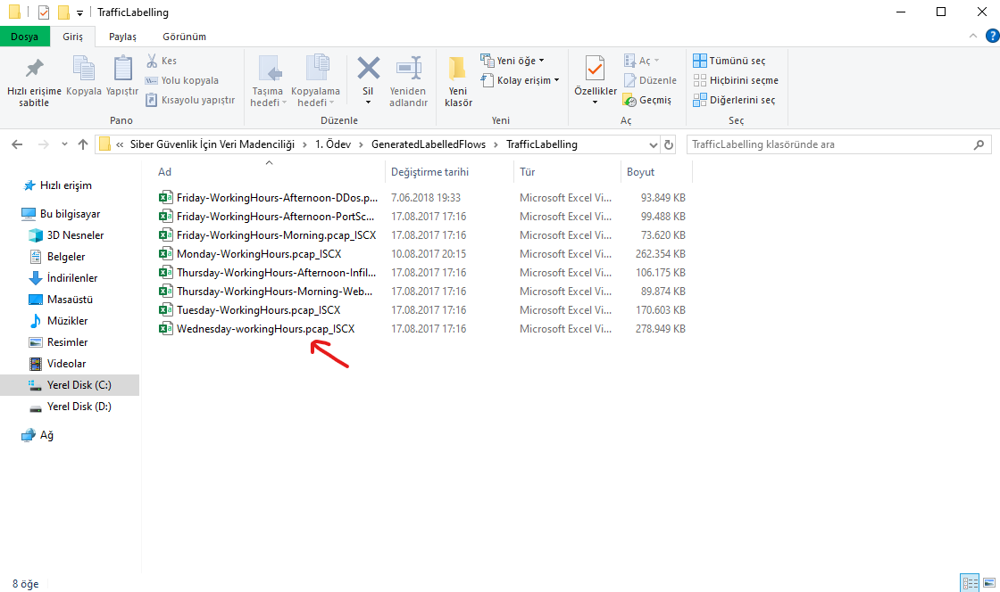 TrafficLabelling
Dosya Giriş Paylaş Görünüm
Hızlı erişime sabitle
Kopyala
Yapıştır
Kes
Yolu kopyala
Kısayolu yapıştır
Pano
Taşıma hedefi
Kopyalama hedefi
Sil
Yeniden adlandır
Düzenle
Yeni klasör
Yeni öğe
Kolay erişim
Yeni
Özellikler
Aç
Düzenle
Geçmiş
Aç
Tümünü seç
Hiçbirini seçme
Diğerlerini seç
Seç
« Siber Güvenlik İçin Veri Madenciliği > 1. Ödev > GeneratedLabelledFlows > TrafficLabelling
TrafficLabelling klasöründe ara
Hızlı erişim
Bu bilgisayar
3D Nesneler
Belgeler
İndirilenler
Masaüstü
Müzikler
Resimler
Videolar
Yerel Disk (C:)
Yerel Disk (D:)
Ağ
Ad Değiştirme tarihi Tür Boyut
Friday-WorkingHours-Afternoon-DDos.p... 7.06.2018 19:33 Microsoft Excel Vi... 93.849 KB
Friday-WorkingHours-Afternoon-PortSc... 17.08.2017 17:16 Microsoft Excel Vi... 99.488 KB
Friday-WorkingHours-Morning.pcap_ISCX 17.08.2017 17:16 Microsoft Excel Vi... 73.620 KB
Monday-WorkingHours.pcap_ISCX 10.08.2017 20:15 Microsoft Excel Vi... 262.354 KB
Thursday-WorkingHours-Afternoon-Infil... 17.08.2017 17:16 Microsoft Excel Vi... 106.175 KB
Thursday-WorkingHours-Morning-Web... 17.08.2017 17:16 Microsoft Excel Vi... 89.874 KB
Tuesday-WorkingHours.pcap_ISCX 17.08.2017 17:16 Microsoft Excel Vi... 170.603 KB
Wednesday-workingHours.pcap_ISCX 17.08.2017 17:16 Microsoft Excel Vi... 278.949 KB
8 öğe